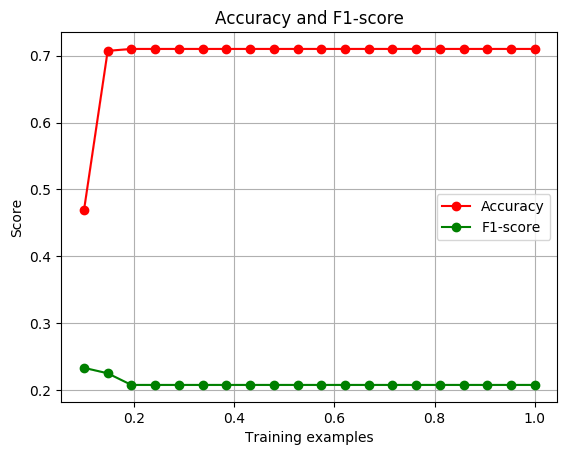 Accuracy and F1-score
0.7
0.6
0.5
0.4
0.3
0.2
Score
Accuracy
F1-score
0.2
0.4
0.6
0.8
1.0
Training examples